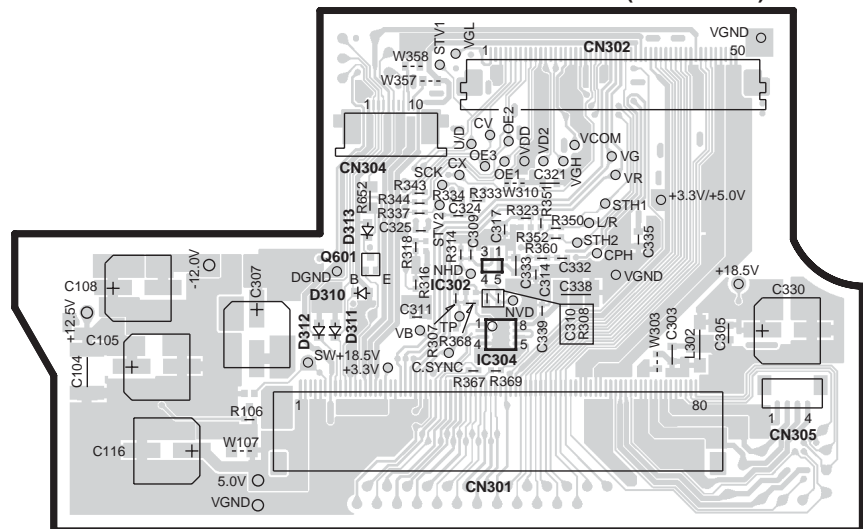 VGND
W358
STV1
VGL
1
CN302
50
W357
1
10
CN304
U/D
CV
OE2
OE3
CX
SCK
OE1
VDD
VD2
VGH
VCOM
VG
VR
C321
W310
+3.3V/+5.0V
R652
R343
R344
R337
R334
R333
C324
R351
STH1
D313
C325
STV2
C309
C317
R323
R350
L/R
R318
R314
R352
STH2
C335
Q601
3
1
R360
CPH
-12.0V
C108
C307
DGND
B
E
NHD
C333
C314
C332
VGND
R316
IC302
4
5
C338
+18.5V
C330
D310
+12.5V
C311
NVD
C105
D312
D311
VB
R307
TP
R368
1
8
C339
C310
R308
W303
C303
L302
C305
C104
SW+18.5V
+3.3V
4
5
IC304
C.SYNC
R367
R369
1
80
1
4
CN305
R106
C116
W107
CN301
5.0V
VGND